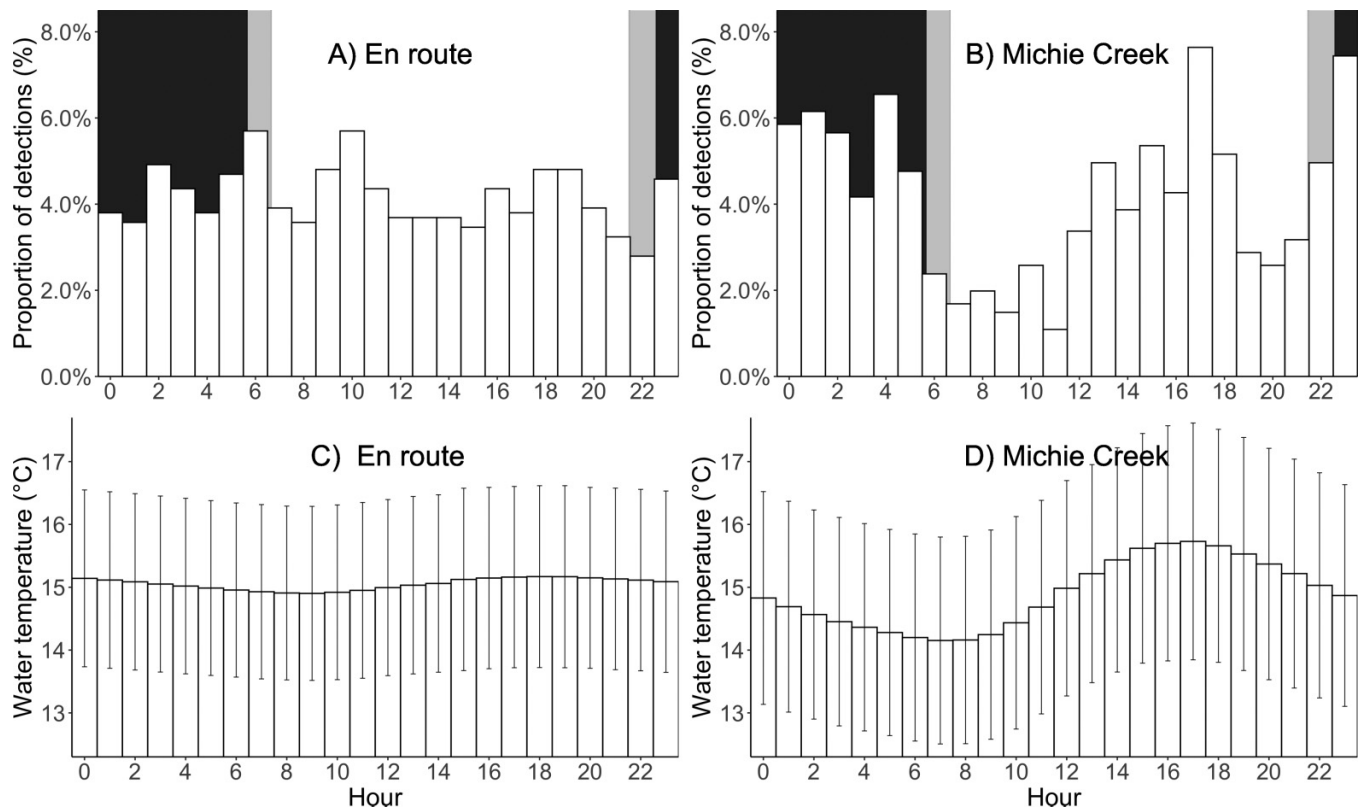 A) En route
Proportion of detections (%)
8.0%
6.0%
4.0%
2.0%
0.0%
0 2 4 6 8 10 12 14 16 18 20 22
B) Michie Creek
Proportion of detections (%)
8.0%
6.0%
4.0%
2.0%
0.0%
0 2 4 6 8 10 12 14 16 18 20 22
C) En route
Water temperature (°C)
17
16
15
14
13
0 2 4 6 8 10 12 14 16 18 20 22
Hour
D) Michie Creek
Water temperature (°C)
17
16
15
14
13
0 2 4 6 8 10 12 14 16 18 20 22
Hour